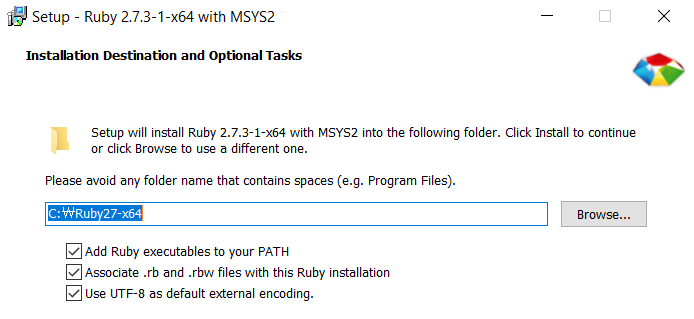 Setup - Ruby 2.7.3-1-x64 with MSYS2
Installation Destination and Optional Tasks
Setup will install Ruby 2.7.3-1-x64 with MSYS2 into the following folder. Click Install to continue
or click Browse to use a different one.
Please avoid any folder name that contains spaces (e.g. Program Files).
C:₩Ruby27-x64
Browse...
Add Ruby executables to your PATH
Associate .rb and .rbw files with this Ruby installation
Use UTF-8 as default external encoding.